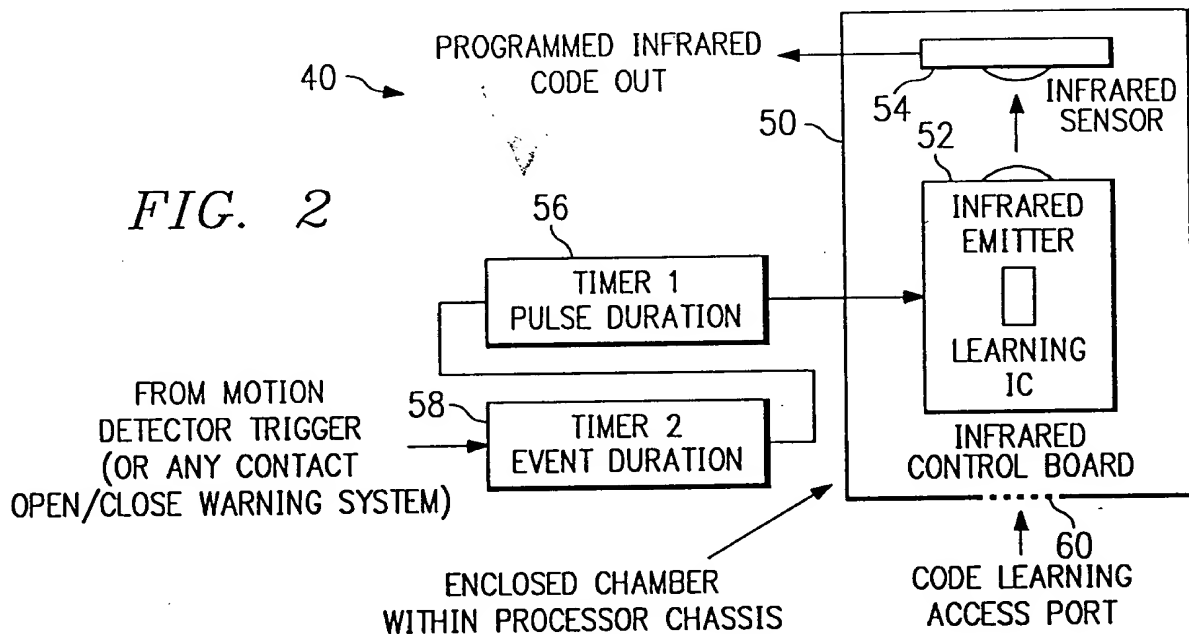 PROGRAMMED INFRARED
CODE OUT
40
54
INFRARED
SENSOR
50
52
FIG. 2
56
INFRARED
EMITTER
TIMER 1
PULSE DURATION
LEARNING
IC
FROM MOTION
DETECTOR TRIGGER
(OR ANY CONTACT
OPEN/CLOSE WARNING SYSTEM)
58
TIMER 2
EVENT DURATION
INFRARED
CONTROL BOARD
60
ENCLOSED CHAMBER
WITHIN PROCESSOR CHASSIS
CODE LEARNING
ACCESS PORT